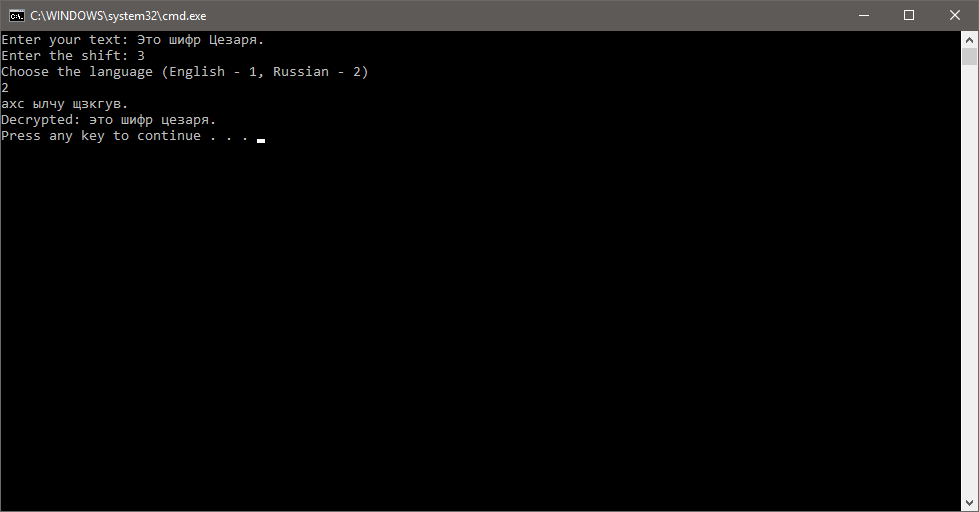 C:\WINDOWS\system32\cmd.exe
Enter your text: Это шифр Цезаря.
Enter the shift: 3
Choose the language (English - 1, Russian - 2)
2
ахс ылчу щзкгув.
Decrypted: это шифр цезаря.
Press any key to continue . . .